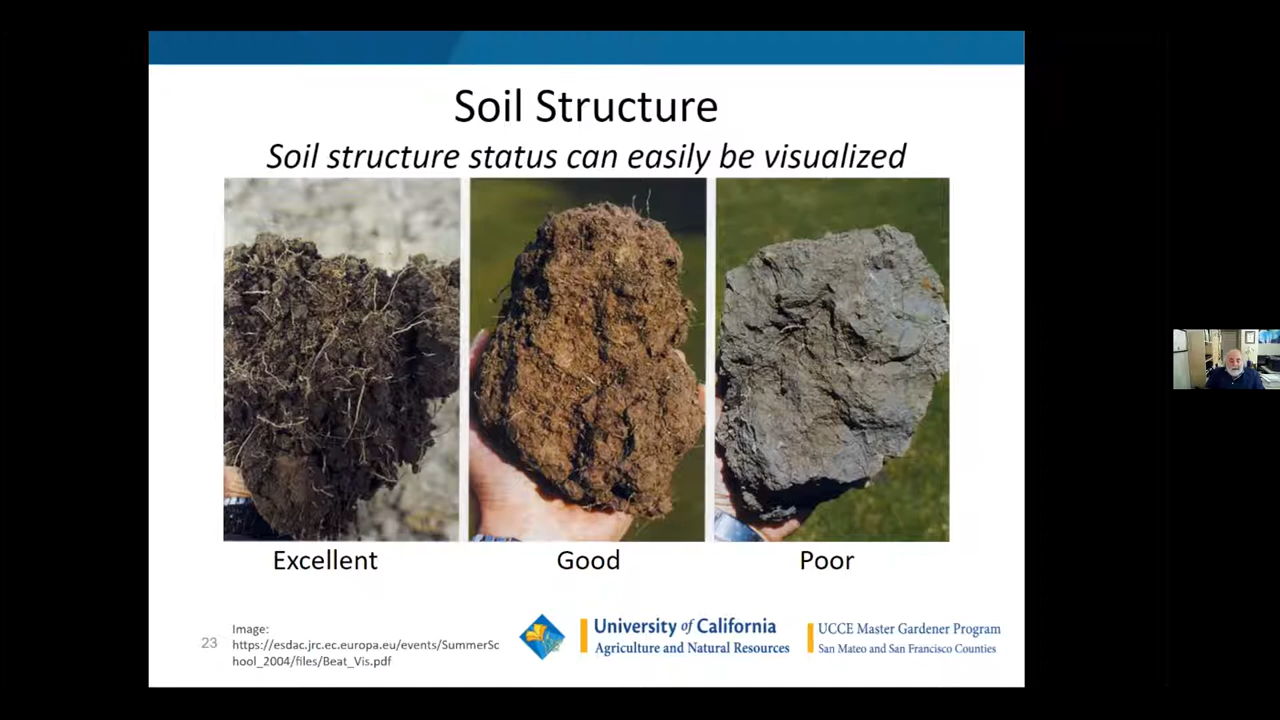 Soil Structure
Soil structure status can easily be visualized
Excellent
Good
Poor
23
Image:
https://esdac.jrc.ec.europa.eu/events/SummerSc
hool_2004/files/Beat_Vis.pdf
University of California
Agriculture and Natural Resources
UCCE Master Gardener Program
San Mateo and San Francisco Counties